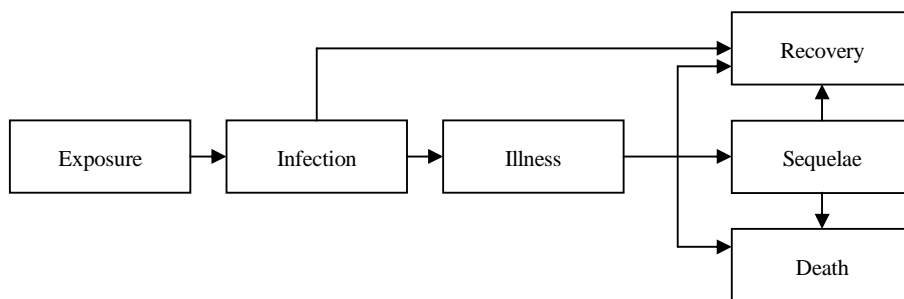 Recovery
Exposure
Infection
Illness
Sequelae
Death